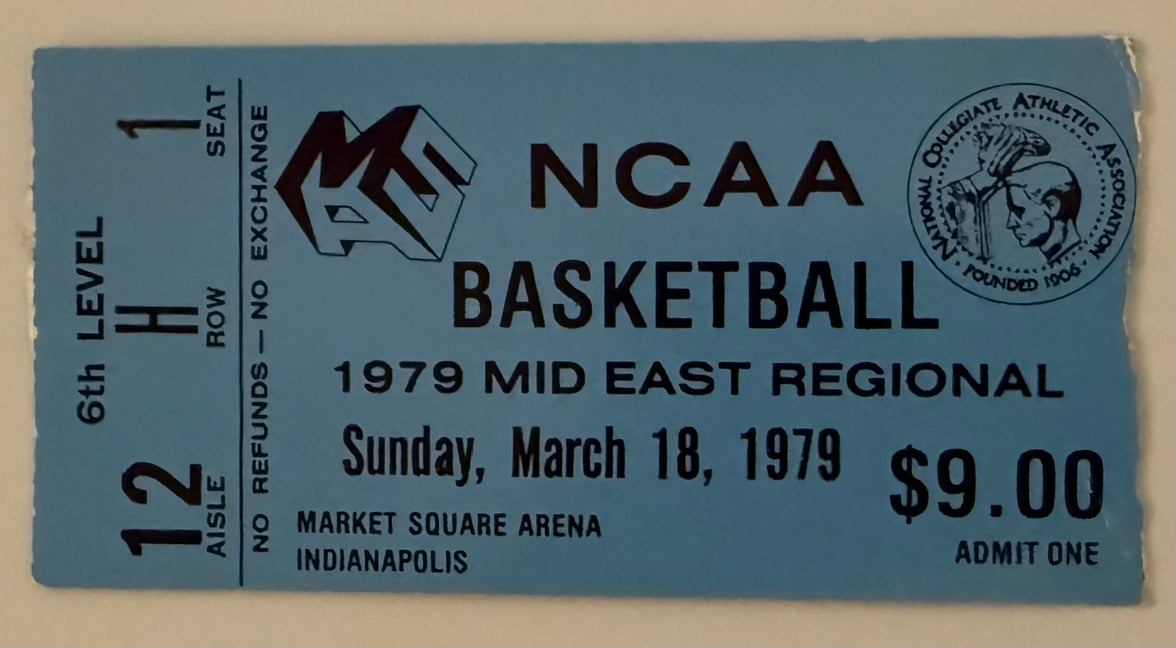 6th LEVEL
12 H 1
AISLE ROW SEAT
NO REFUNDS — NO EXCHANGE
NCAA
BASKETBALL
1979 MID EAST REGIONAL
Sunday, March 18, 1979
$9.00
MARKET SQUARE ARENA
INDIANAPOLIS
ADMIT ONE
NATIONAL COLLEGIATE ATHLETIC ASSOCIATION
· FOUNDED 1906 ·